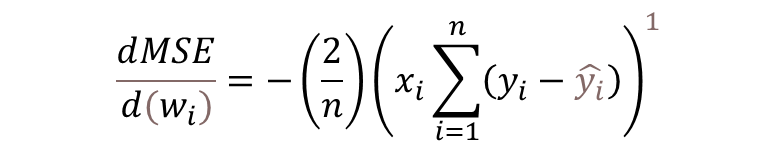 dMSE/d(w_i) = −(2/n)(x_i ∑_{i=1}^{n}(y_i − ŷ_i))^1